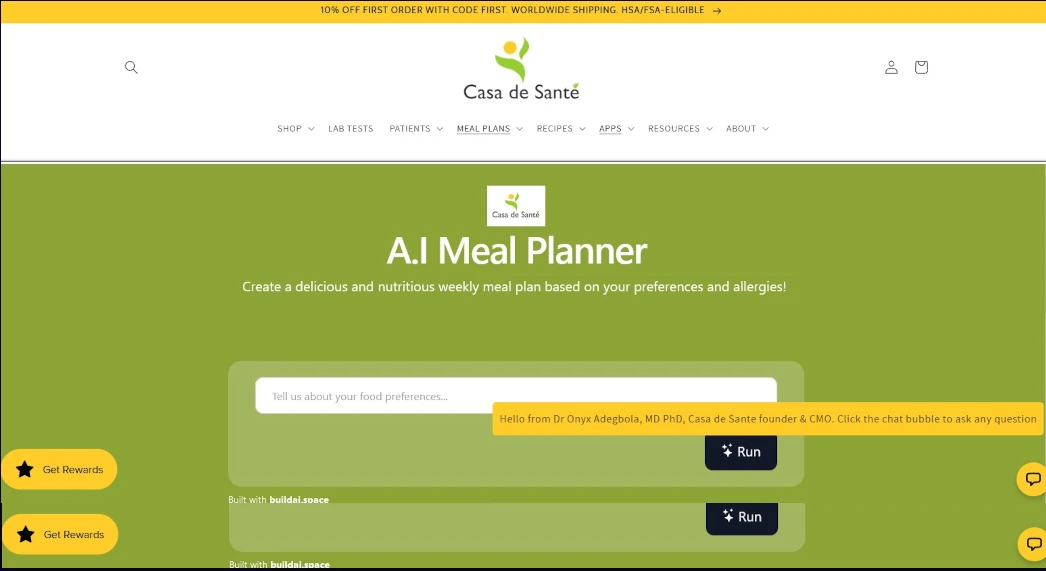 10% OFF FIRST ORDER WITH CODE FIRST. WORLDWIDE SHIPPING. HSA/FSA-ELIGIBLE →
Casa de Santé
SHOP LAB TESTS PATIENTS MEAL PLANS RECIPES APPS RESOURCES ABOUT
Casa de Santé
A.I Meal Planner
Create a delicious and nutritious weekly meal plan based on your preferences and allergies!
Tell us about your food preferences...
Hello from Dr Onyx Adegbola, MD PhD, Casa de Sante founder & CMO. Click the chat bubble to ask any question
Run
Get Rewards
Built with buildai.space
Run
Get Rewards
Built with buildai.space